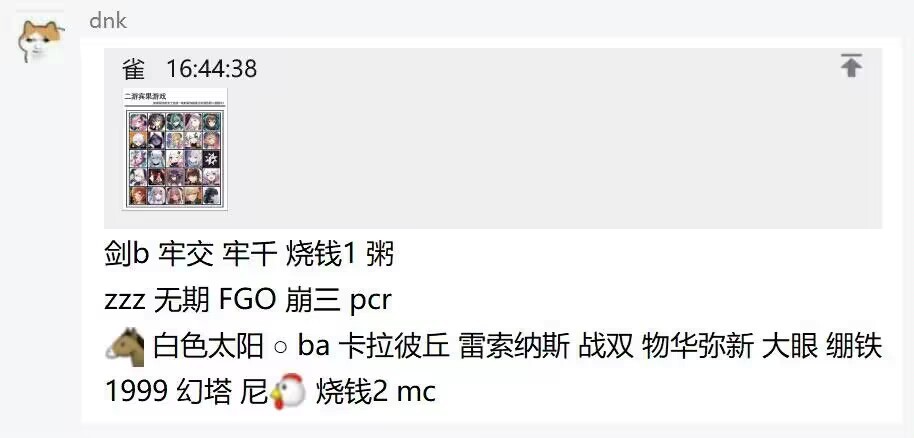 dnk
雀 16:44:38
二游宾果游戏
剑b 牢交 牢千 烧钱1 粥
zzz 无期 FGO 崩三 pcr
🐴 白色太阳 ○ ba 卡拉彼丘 雷索纳斯 战双 物华弥新 大眼 绷铁
1999 幻塔 尼🐔 烧钱2 mc